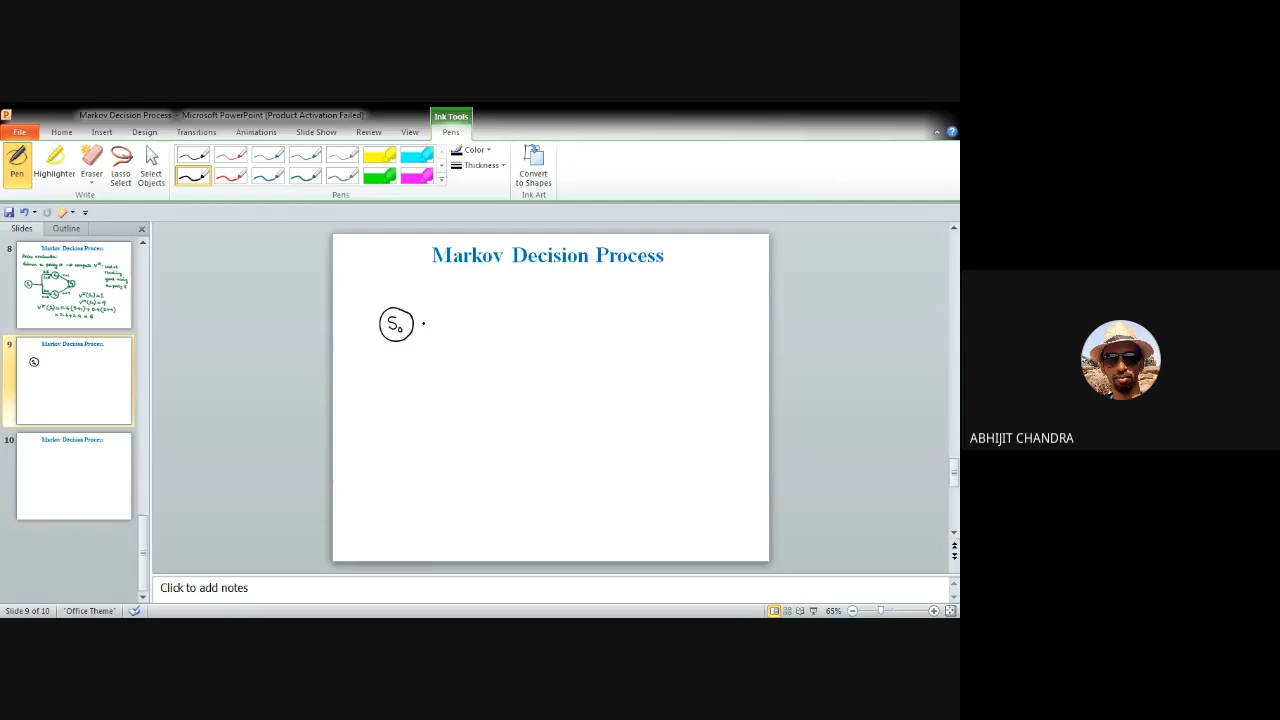 Markov Decision Process - Microsoft PowerPoint (Product Activation Failed)
Ink Tools
File Home Insert Design Transitions Animations Slide Show Review View Pens
Pen Highlighter Eraser Lasso Select Select Objects
Color
Thickness
Convert to Shapes
Write Pens Ink Art
Slides Outline
8
Markov Decision Process
9
Markov Decision Process
10
Markov Decision Process
Markov Decision Process
S₀
ABHIJIT CHANDRA
Click to add notes
Slide 9 of 10 "Office Theme" 65%